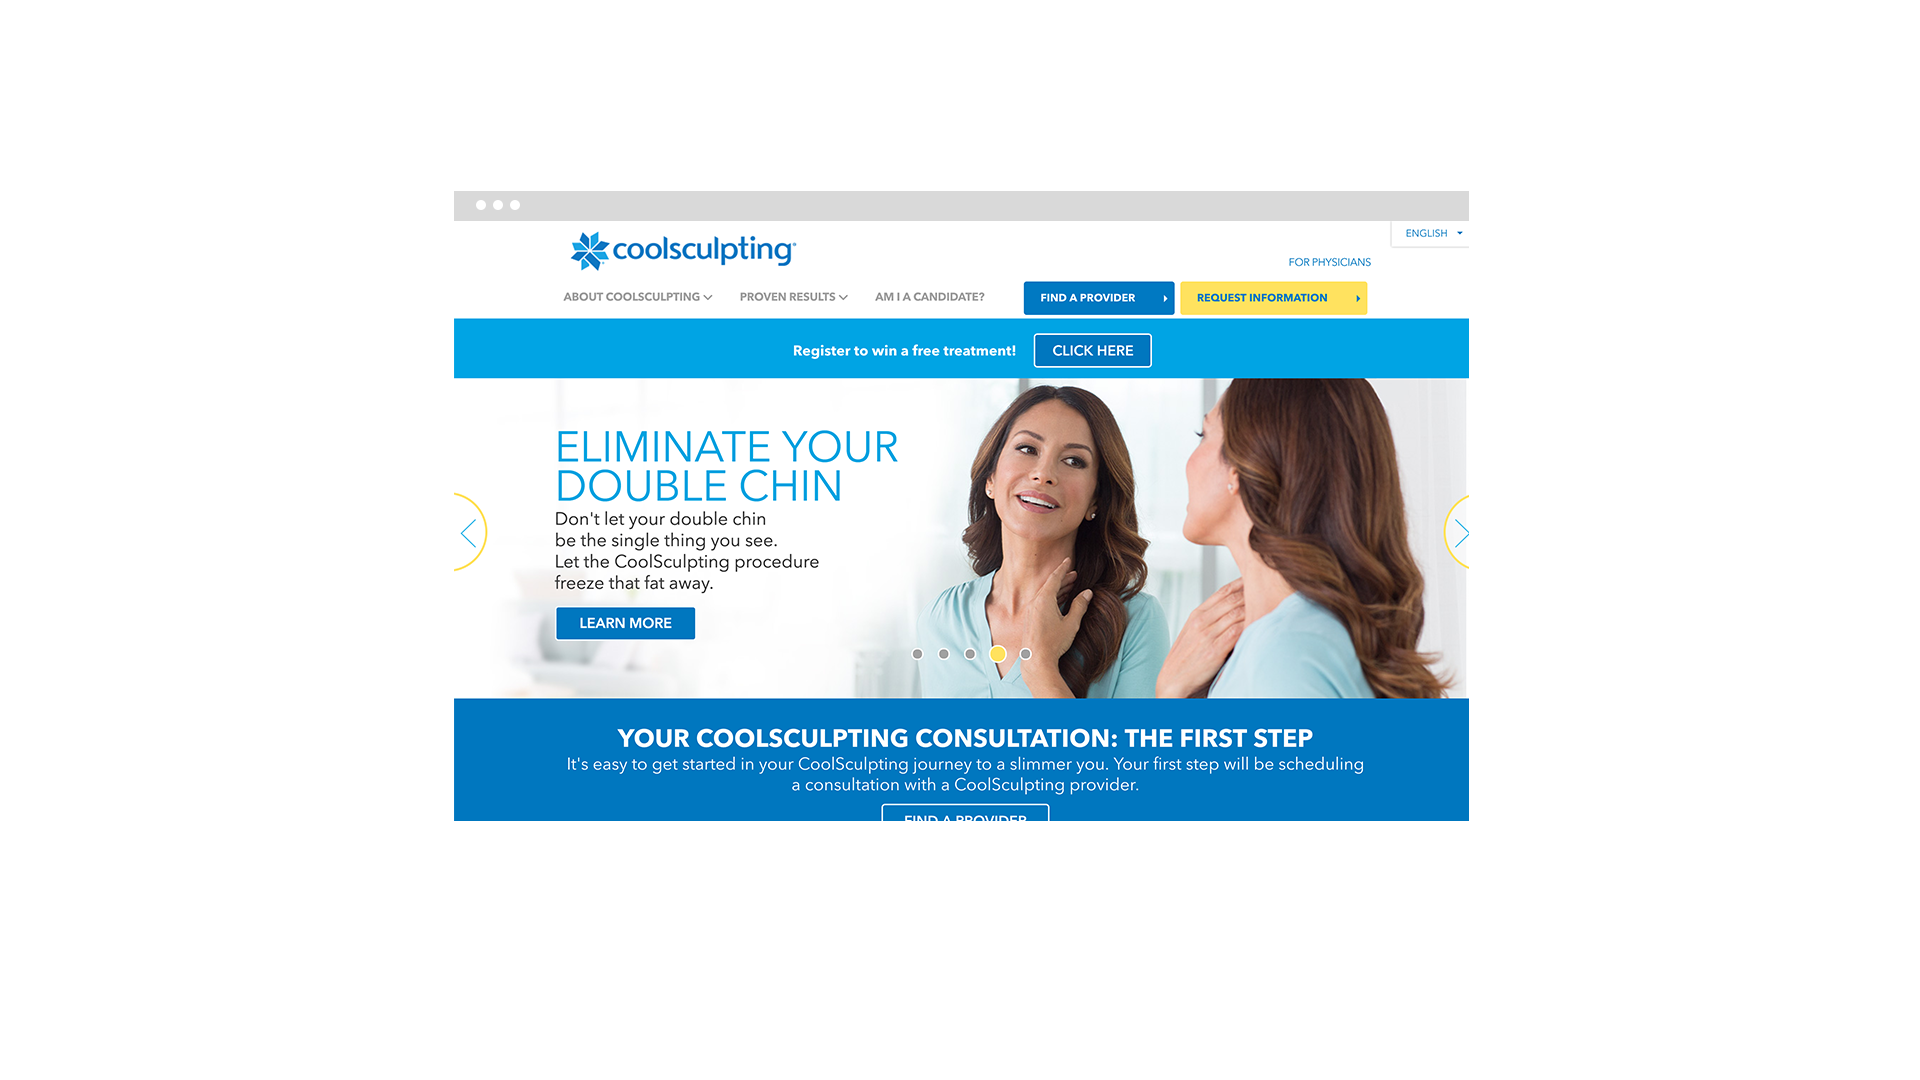 coolsculpting
ENGLISH
FOR PHYSICIANS
ABOUT COOLSCULPTING
PROVEN RESULTS
AM I A CANDIDATE?
FIND A PROVIDER
REQUEST INFORMATION
Register to win a free treatment!
CLICK HERE
ELIMINATE YOUR
DOUBLE CHIN
Don't let your double chin
be the single thing you see.
Let the CoolSculpting procedure
freeze that fat away.
LEARN MORE
YOUR COOLSCULPTING CONSULTATION: THE FIRST STEP
It's easy to get started in your CoolSculpting journey to a slimmer you. Your first step will be scheduling
a consultation with a CoolSculpting provider.
FIND A PROVIDER